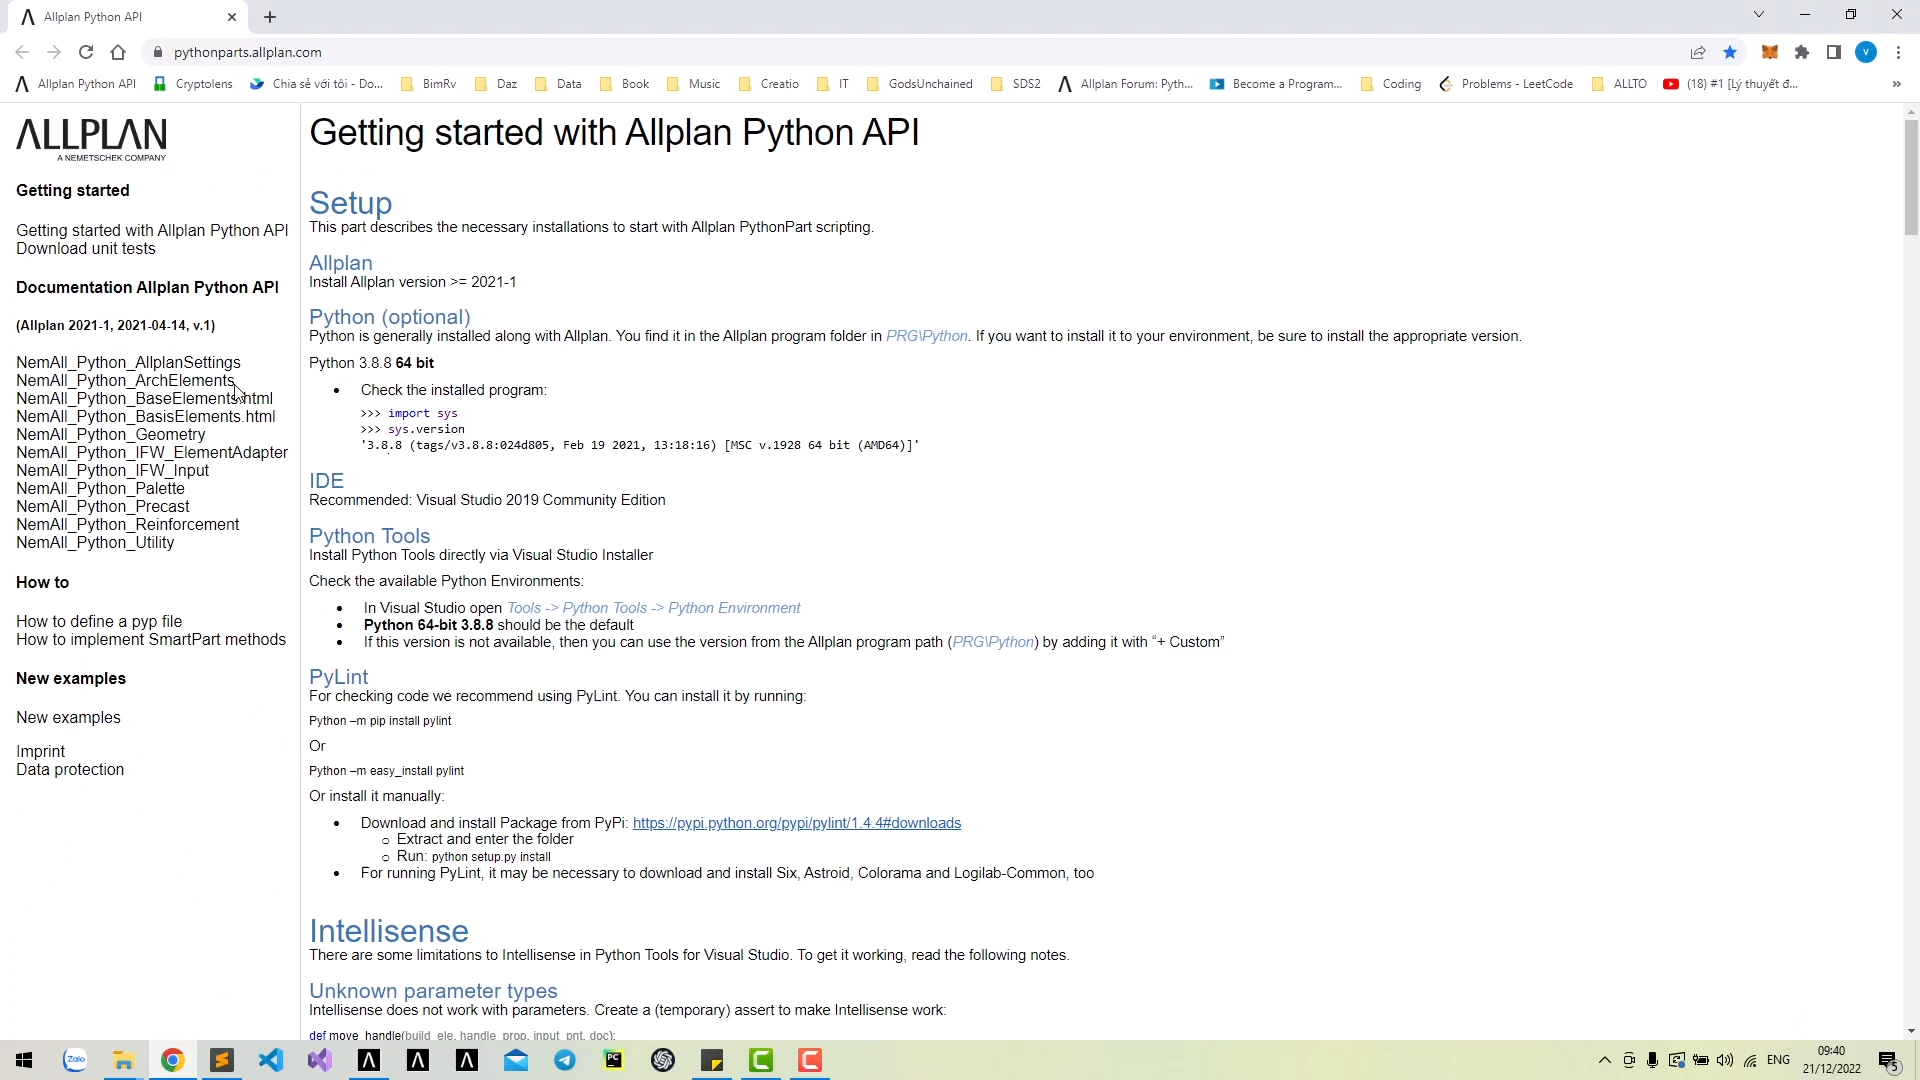 Allplan Python API
pythonparts.allplan.com
V
Allplan Python API
Cryptolens
Chia sẻ với tôi - Do...
BimRv
Daz
Data
Book
Music
Creatio
IT
GodsUnchained
SDS2
Allplan Forum: Pyth...
Become a Program...
Coding
Problems - LeetCode
ALLTO
(18) #1 [Lý thuyết đ...
»
ALLPLAN
A NEMETSCHEK COMPANY
Getting started
Getting started with Allplan Python API
Download unit tests
Documentation Allplan Python API
(Allplan 2021-1, 2021-04-14, v.1)
NemAll_Python_AllplanSettings
NemAll_Python_ArchElements
NemAll_Python_BaseElements.html
NemAll_Python_BasisElements.html
NemAll_Python_Geometry
NemAll_Python_IFW_ElementAdapter
NemAll_Python_IFW_Input
NemAll_Python_Palette
NemAll_Python_Precast
NemAll_Python_Reinforcement
NemAll_Python_Utility
How to
How to define a pyp file
How to implement SmartPart methods
New examples
New examples
Imprint
Data protection
Getting started with Allplan Python API
Setup
This part describes the necessary installations to start with Allplan PythonPart scripting.
Allplan
Install Allplan version >= 2021-1
Python (optional)
Python is generally installed along with Allplan. You find it in the Allplan program folder in PRG\Python. If you want to install it to your environment, be sure to install the appropriate version.
Python 3.8.8 64 bit
• Check the installed program:
>>> import sys
>>> sys.version
'3.8.8 (tags/v3.8.8:024d805, Feb 19 2021, 13:18:16) [MSC v.1928 64 bit (AMD64)]'
IDE
Recommended: Visual Studio 2019 Community Edition
Python Tools
Install Python Tools directly via Visual Studio Installer
Check the available Python Environments:
• In Visual Studio open Tools -> Python Tools -> Python Environment
• Python 64-bit 3.8.8 should be the default
• If this version is not available, then you can use the version from the Allplan program path (PRG\Python) by adding it with “+ Custom”
PyLint
For checking code we recommend using PyLint. You can install it by running:
Python –m pip install pylint
Or
Python –m easy_install pylint
Or install it manually:
• Download and install Package from PyPi: https://pypi.python.org/pypi/pylint/1.4.4#downloads
o Extract and enter the folder
o Run: python setup.py install
• For running PyLint, it may be necessary to download and install Six, Astroid, Colorama and Logilab-Common, too
Intellisense
There are some limitations to Intellisense in Python Tools for Visual Studio. To get it working, read the following notes.
Unknown parameter types
Intellisense does not work with parameters. Create a (temporary) assert to make Intellisense work:
def move_handle(build_ele, handle_prop, input_pnt, doc):
Zalo
PC
ENG
09:40
21/12/2022
5